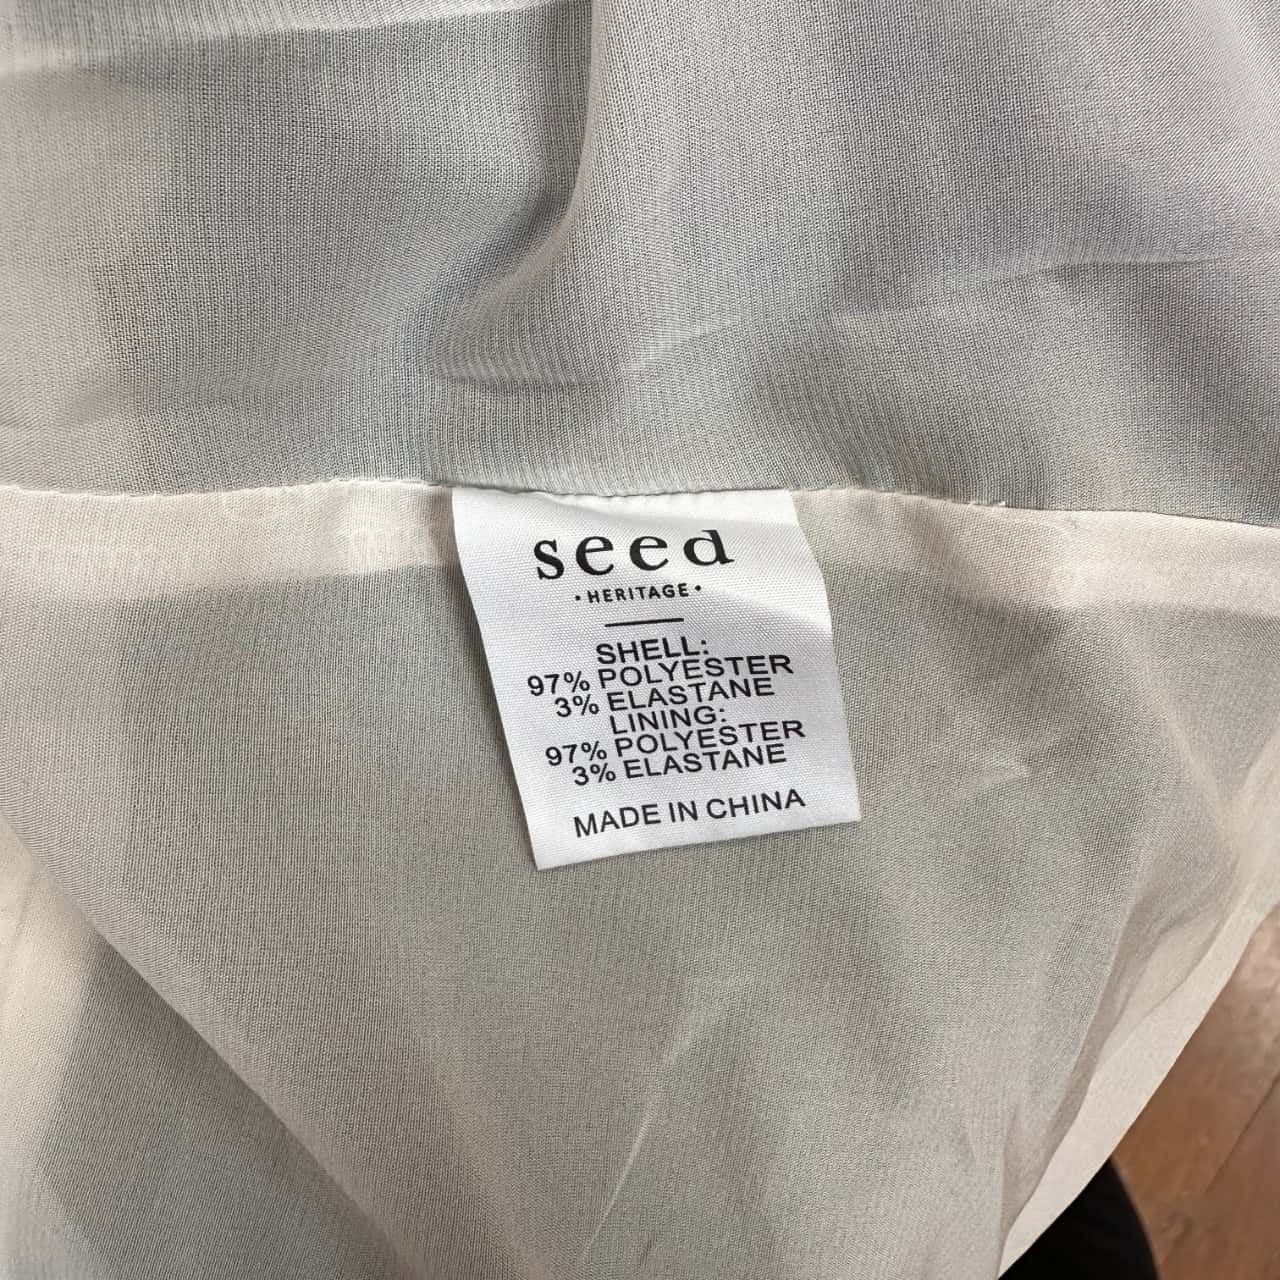 seed
• HERITAGE •
SHELL:
97% POLYESTER
3% ELASTANE
LINING:
97% POLYESTER
3% ELASTANE
MADE IN CHINA